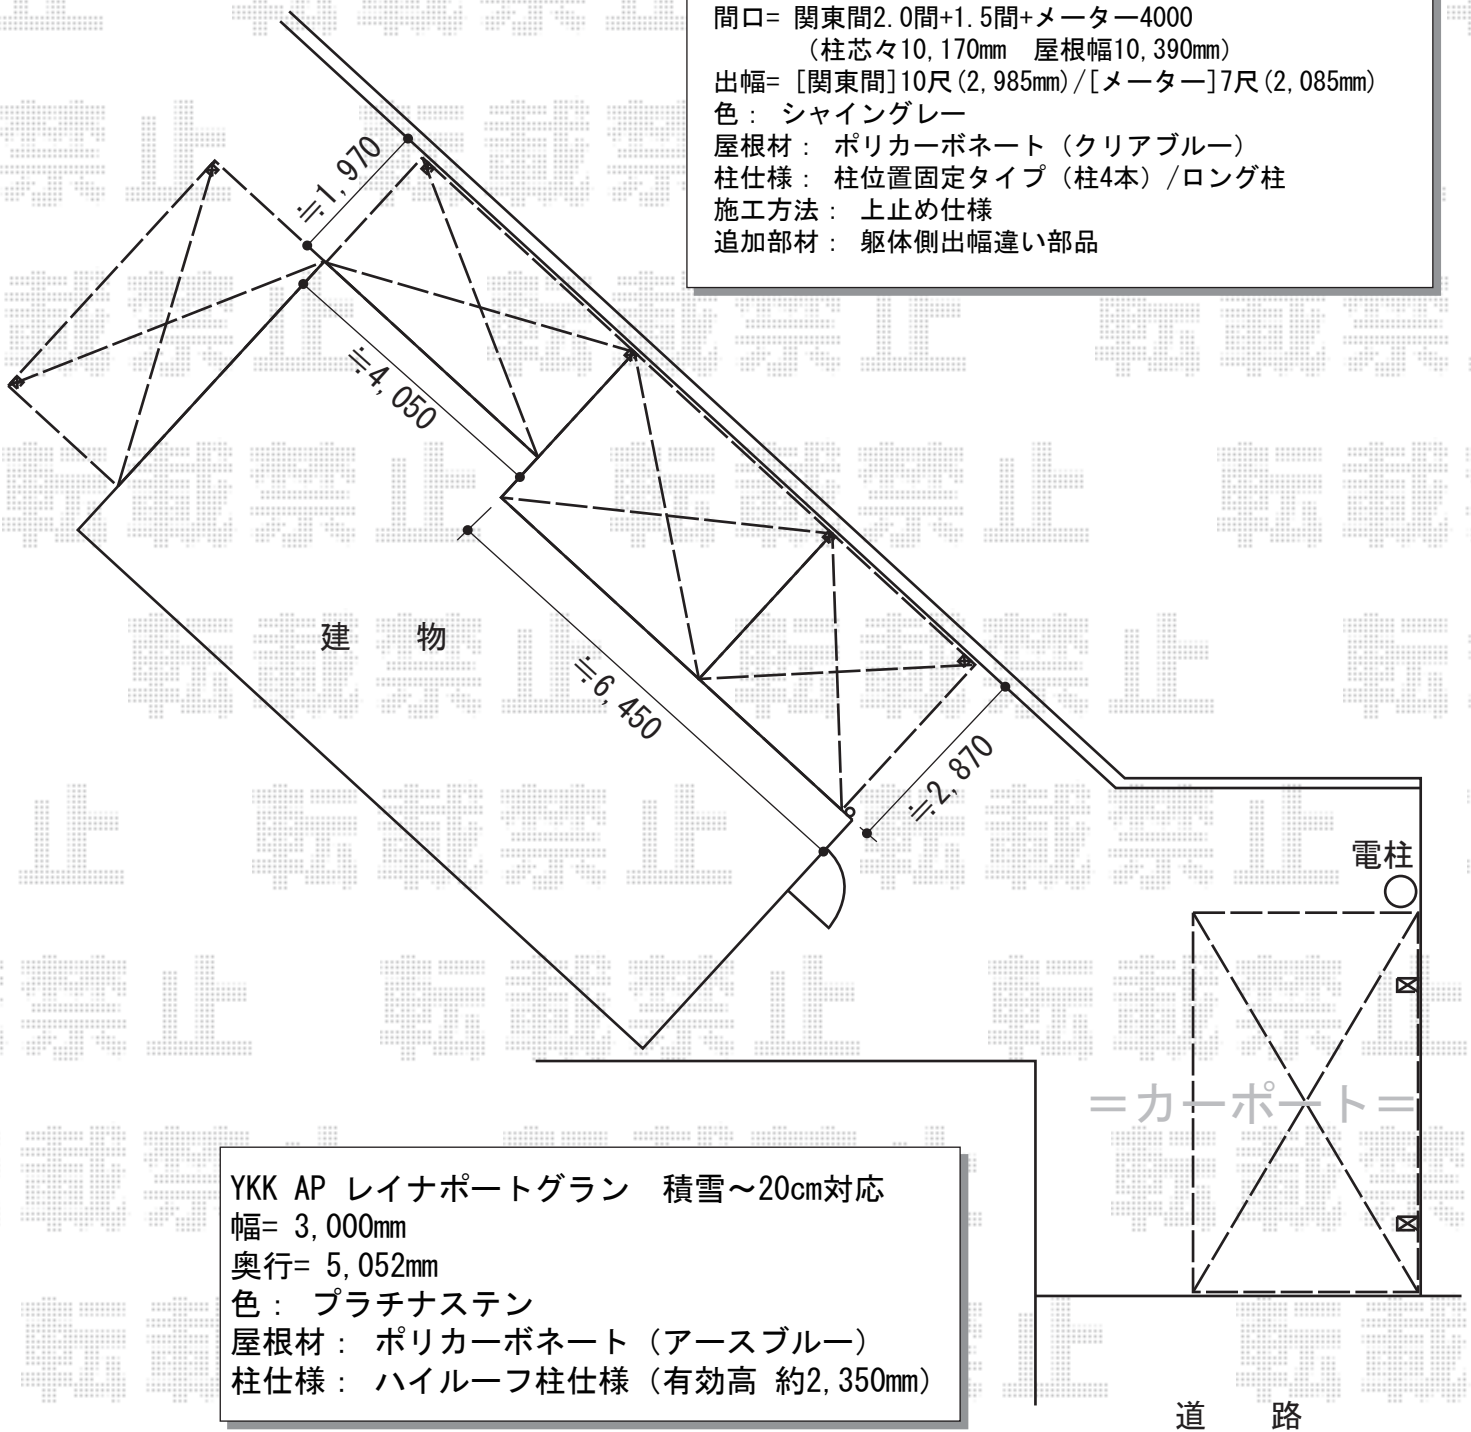 間口= 関東間2.0間+1.5間+メーター4000
（柱芯々10,170mm　屋根幅10,390mm）
出幅= [関東間]10尺(2,985mm)/[メーター]7尺(2,085mm)
色： シャイングレー
屋根材： ポリカーボネート（クリアブルー）
柱仕様： 柱位置固定タイプ（柱4本）/ロング柱
施工方法： 上止め仕様
追加部材： 躯体側出幅違い部品
≒1,970
≒4,050
建　物
≒6,450
≒2,870
電柱
=カーポート=
YKK AP レイナポートグラン　積雪～20cm対応
幅= 3,000mm
奥行= 5,052mm
色： プラチナステン
屋根材： ポリカーボネート（アースブルー）
柱仕様： ハイルーフ柱仕様（有効高 約2,350mm）
道　路
転載禁止